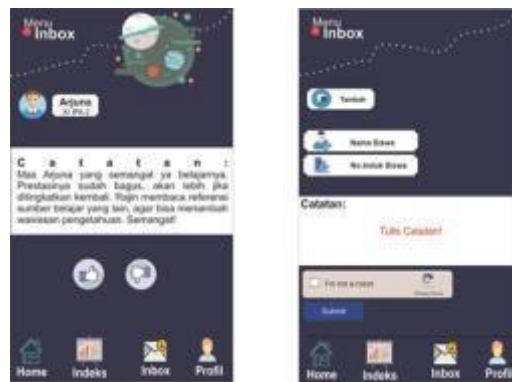 Menu
Inbox
Arjuna
XI IPA-2
C a t a t a n :
Mas Arjuna yang semangat ya belajarnya.
Prestasinya sudah bagus, akan lebih jika
ditingkatkan kembali. Rajin membaca referensi
sumber belajar yang lain, agar bisa menambah
wawasan pengetahuan. Semangat!
Home Indeks Inbox Profil
Menu
Inbox
Tambah
Nama Siswa
No.Induk Siswa
Catatan:
Tulis Catatan!
I'm not a robot
Submit
Home Indeks Inbox Profil